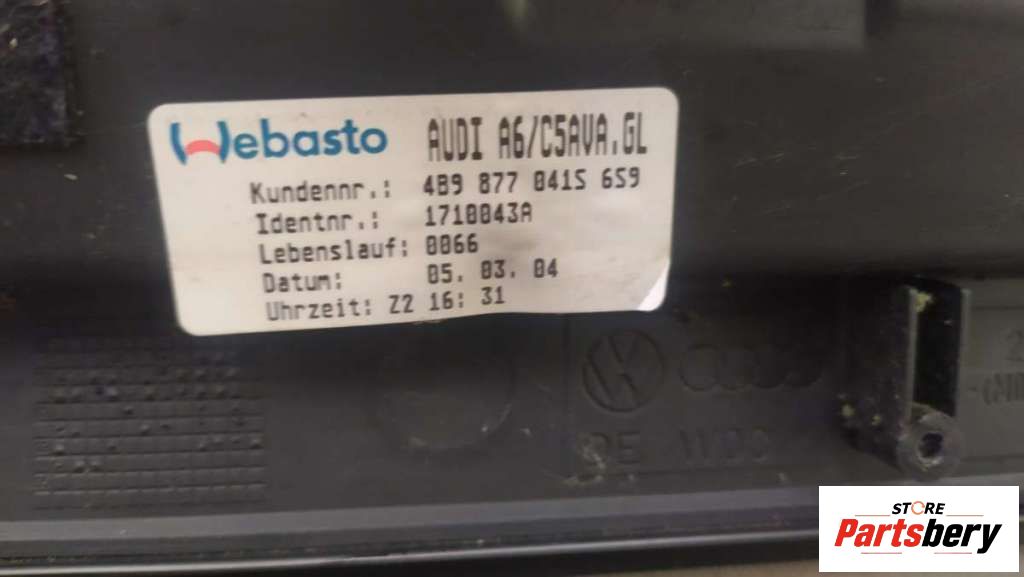 Webasto AUDI A6/C5AVA.GL
Kundennr.: 4B9 877 041S 6S9
Identnr.: 1710043A
Lebenslauf: 0066
Datum: 05. 03. 04
Uhrzeit: Z2 16: 31
STORE
Partsbery